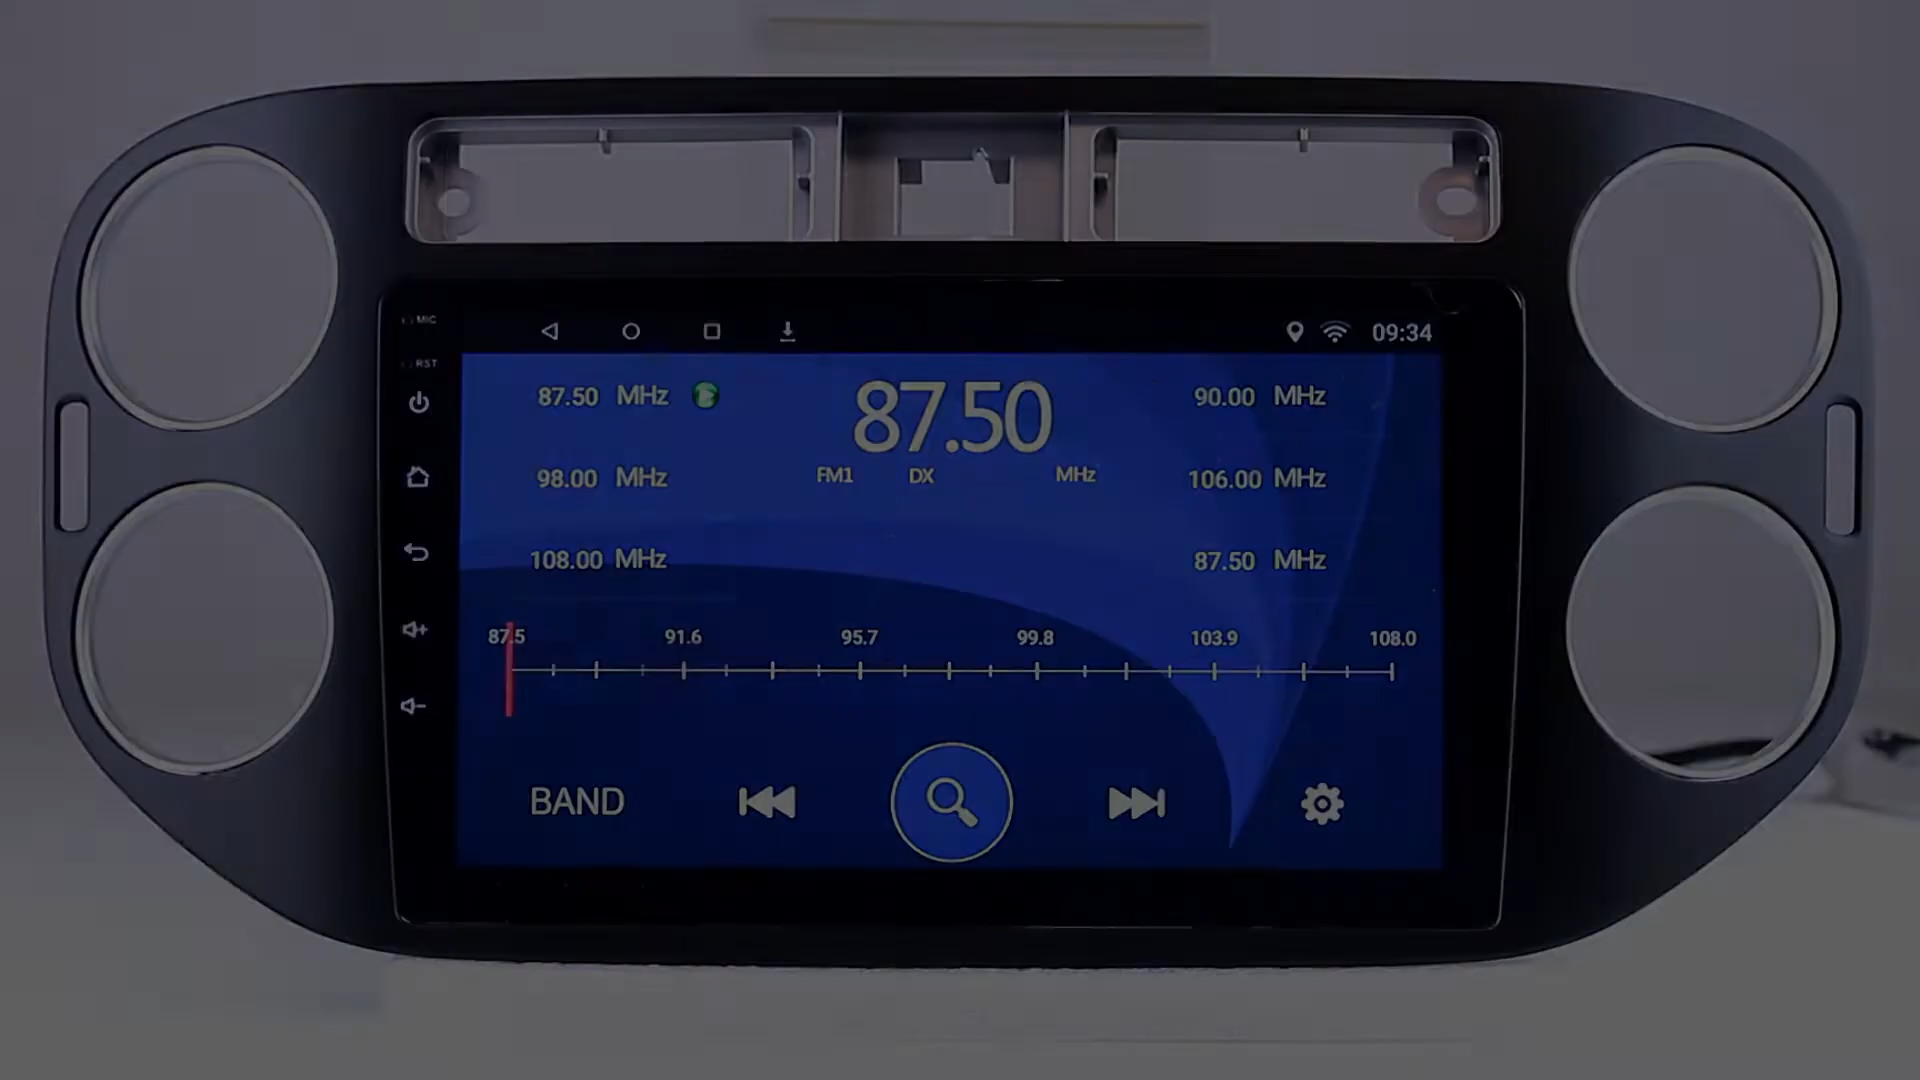 MIC
09:34
RST
87.50 MHz
87.50
90.00 MHz
98.00 MHz
FM1 DX MHz
106.00 MHz
108.00 MHz
87.50 MHz
87.5 91.6 95.7 99.8 103.9 108.0
BAND